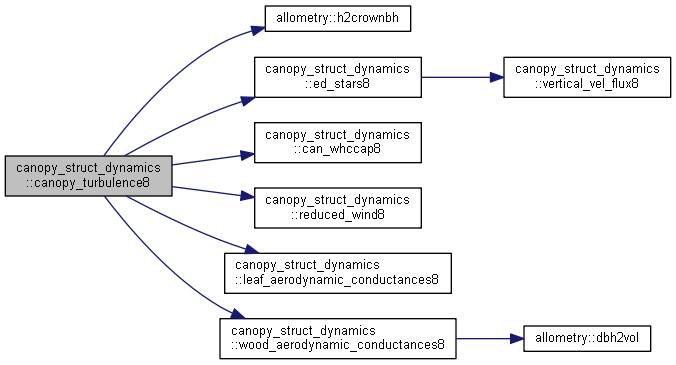 allometry::h2crownbh
canopy_struct_dynamics
::ed_stars8
canopy_struct_dynamics
::vertical_vel_flux8
canopy_struct_dynamics
::can_whccap8
canopy_struct_dynamics
::canopy_turbulence8
canopy_struct_dynamics
::reduced_wind8
canopy_struct_dynamics
::leaf_aerodynamic_conductances8
canopy_struct_dynamics
::wood_aerodynamic_conductances8
allometry::dbh2vol